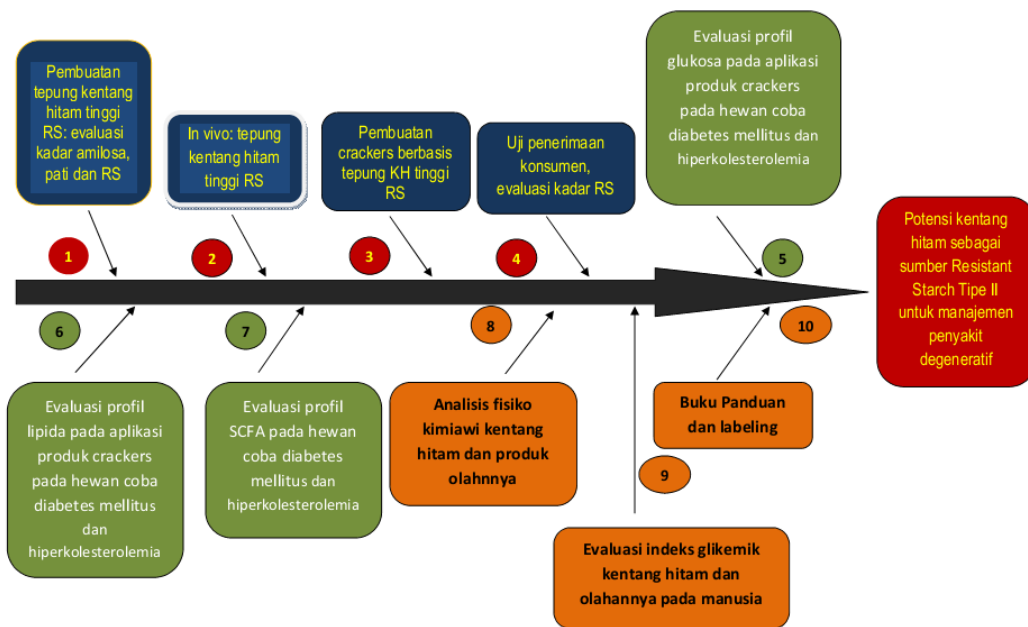 Pembuatan
tepung kentang
hitam tinggi
RS: evaluasi
kadar amilosa,
pati dan RS
In vivo: tepung
kentang hitam
tinggi RS
Pembuatan
crackers berbasis
tepung KH tinggi
RS
Uji penerimaan
konsumen,
evaluasi kadar RS
Evaluasi profil
glukosa pada aplikasi
produk crackers
pada hewan coba
diabetes mellitus dan
hiperkolesterolemia
1
2
3
4
5
Potensi kentang
hitam sebagai
sumber Resistant
Starch Tipe II
untuk manajemen
penyakit
degeneratif
6
7
8
10
Evaluasi profil
lipida pada aplikasi
produk crackers
pada hewan coba
diabetes mellitus
dan
hiperkolesterolemia
Evaluasi profil
SCFA pada hewan
coba diabetes
mellitus dan
hiperkolesterolemia
Analisis fisiko
kimiawi kentang
hitam dan produk
olahnnya
Buku Panduan
dan labeling
9
Evaluasi indeks glikemik
kentang hitam dan
olahannya pada manusia